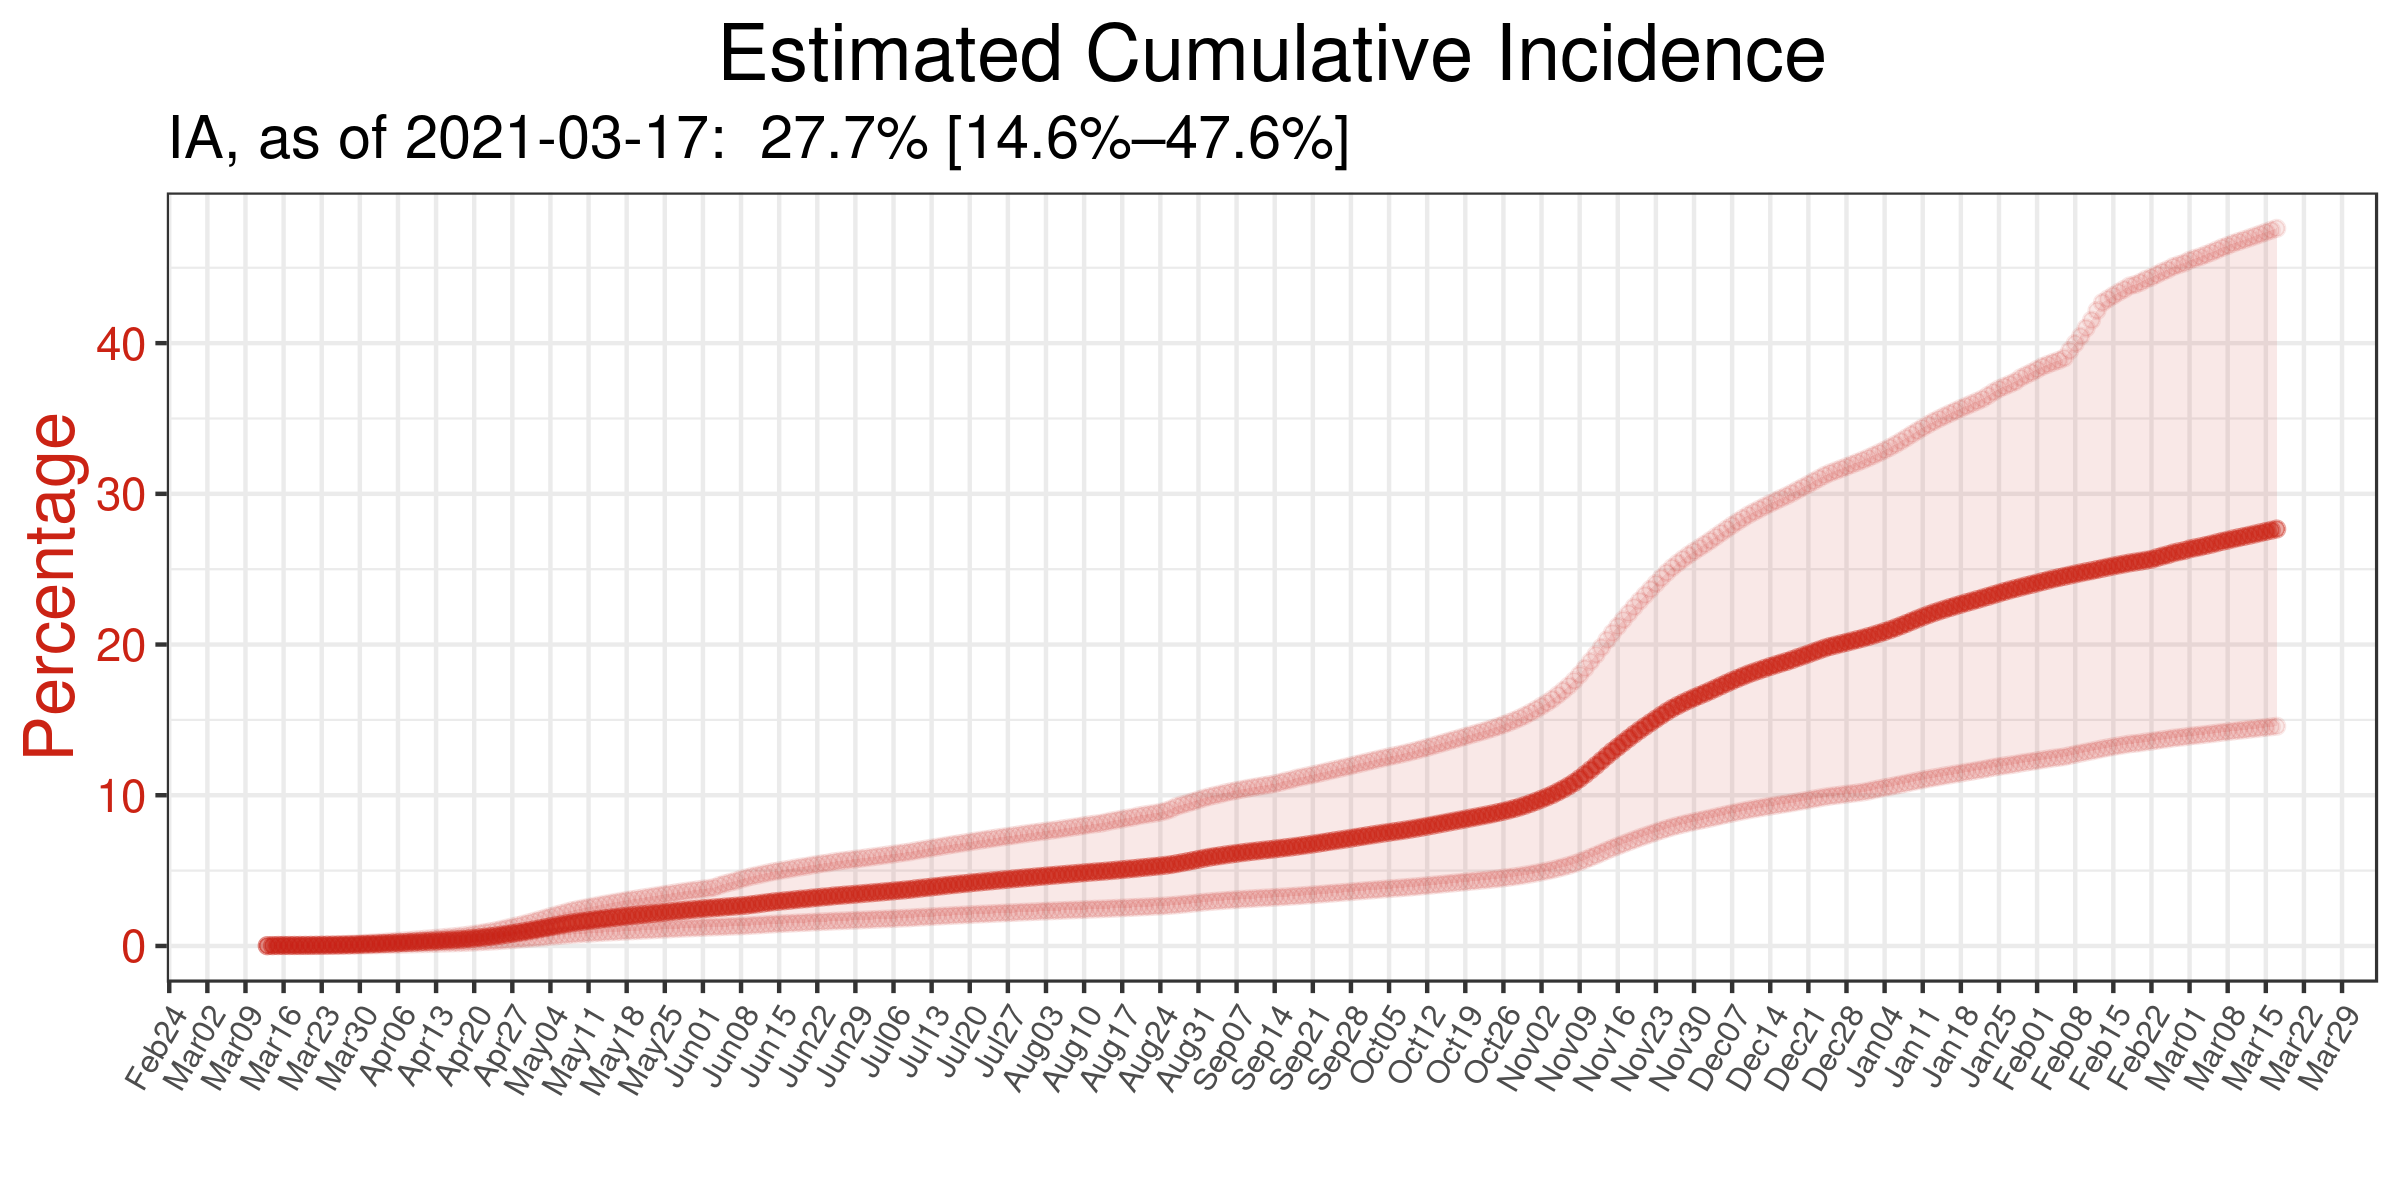 Estimated Cumulative Incidence
IA, as of 2021-03-17:  27.7% [14.6%–47.6%]
Percentage
40
30
20
10
0
Feb24
Mar02
Mar09
Mar16
Mar23
Mar30
Apr06
Apr13
Apr20
Apr27
May04
May11
May18
May25
Jun01
Jun08
Jun15
Jun22
Jun29
Jul06
Jul13
Jul20
Jul27
Aug03
Aug10
Aug17
Aug24
Aug31
Sep07
Sep14
Sep21
Sep28
Oct05
Oct12
Oct19
Oct26
Nov02
Nov09
Nov16
Nov23
Nov30
Dec07
Dec14
Dec21
Dec28
Jan04
Jan11
Jan18
Jan25
Feb01
Feb08
Feb15
Feb22
Mar01
Mar08
Mar15
Mar22
Mar29